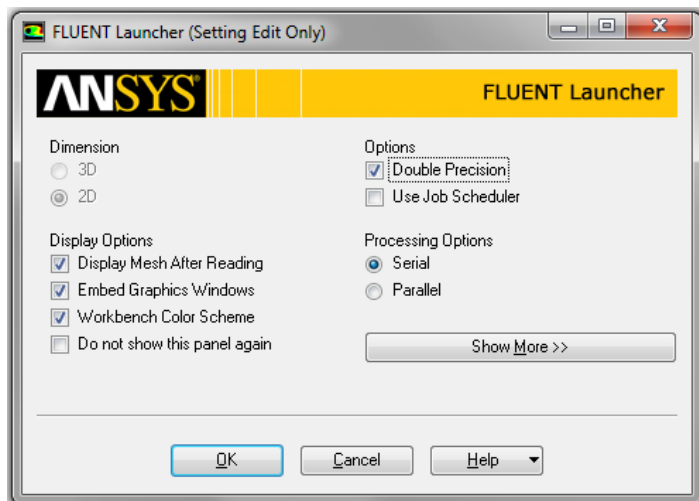 FLUENT Launcher (Setting Edit Only)
ANSYS®
FLUENT Launcher
Dimension
3D
2D
Display Options
Display Mesh After Reading
Embed Graphics Windows
Workbench Color Scheme
Do not show this panel again
Options
Double Precision
Use Job Scheduler
Processing Options
Serial
Parallel
Show More >>
OK
Cancel
Help